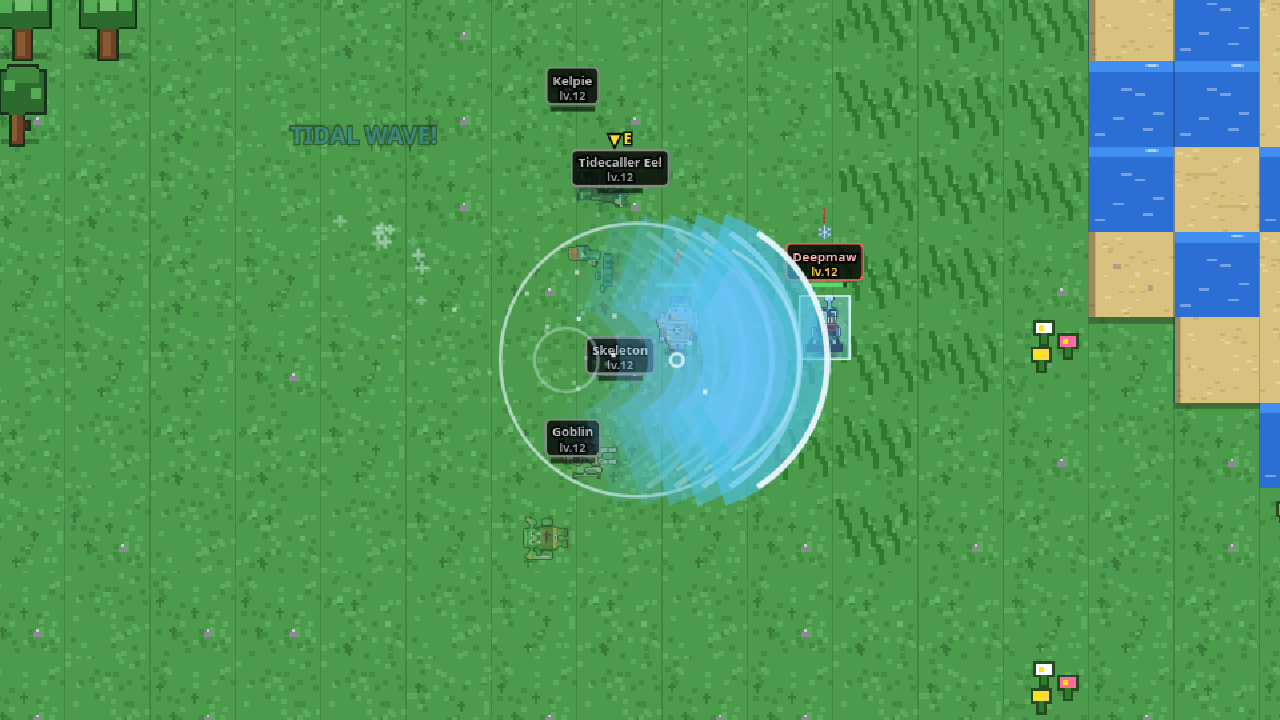 Kelpie
lv.12
TIDAL WAVE!
E
Tidecaller Eel
lv.12
Deepmaw
lv.12
Skeleton
lv.12
Goblin
lv.12